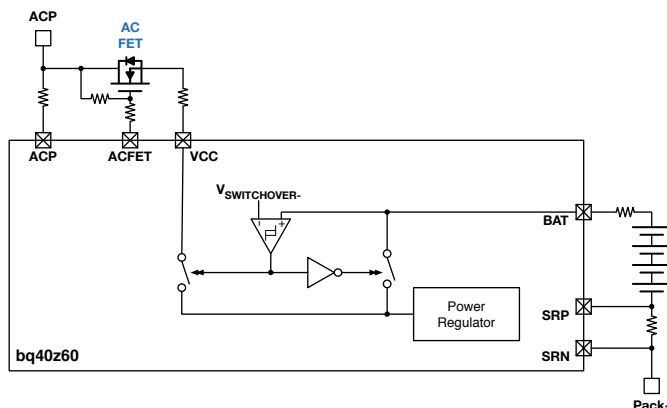 ACP
AC
FET
ACP
ACFET
VCC
VSWITCHOVER-
- +
BAT
Power
Regulator
SRP
SRN
bq40z60
Pack-